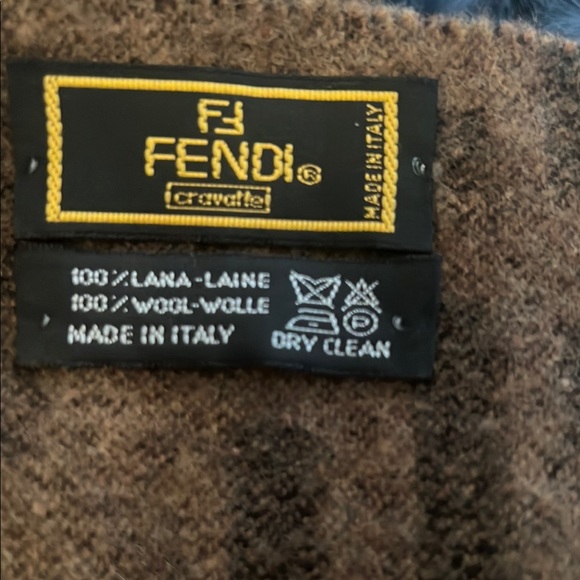 FF
FENDI®
cravatte
MADE IN ITALY
100% LANA-LAINE
100% WOOL-WOLLE
MADE IN ITALY
P
DRY CLEAN